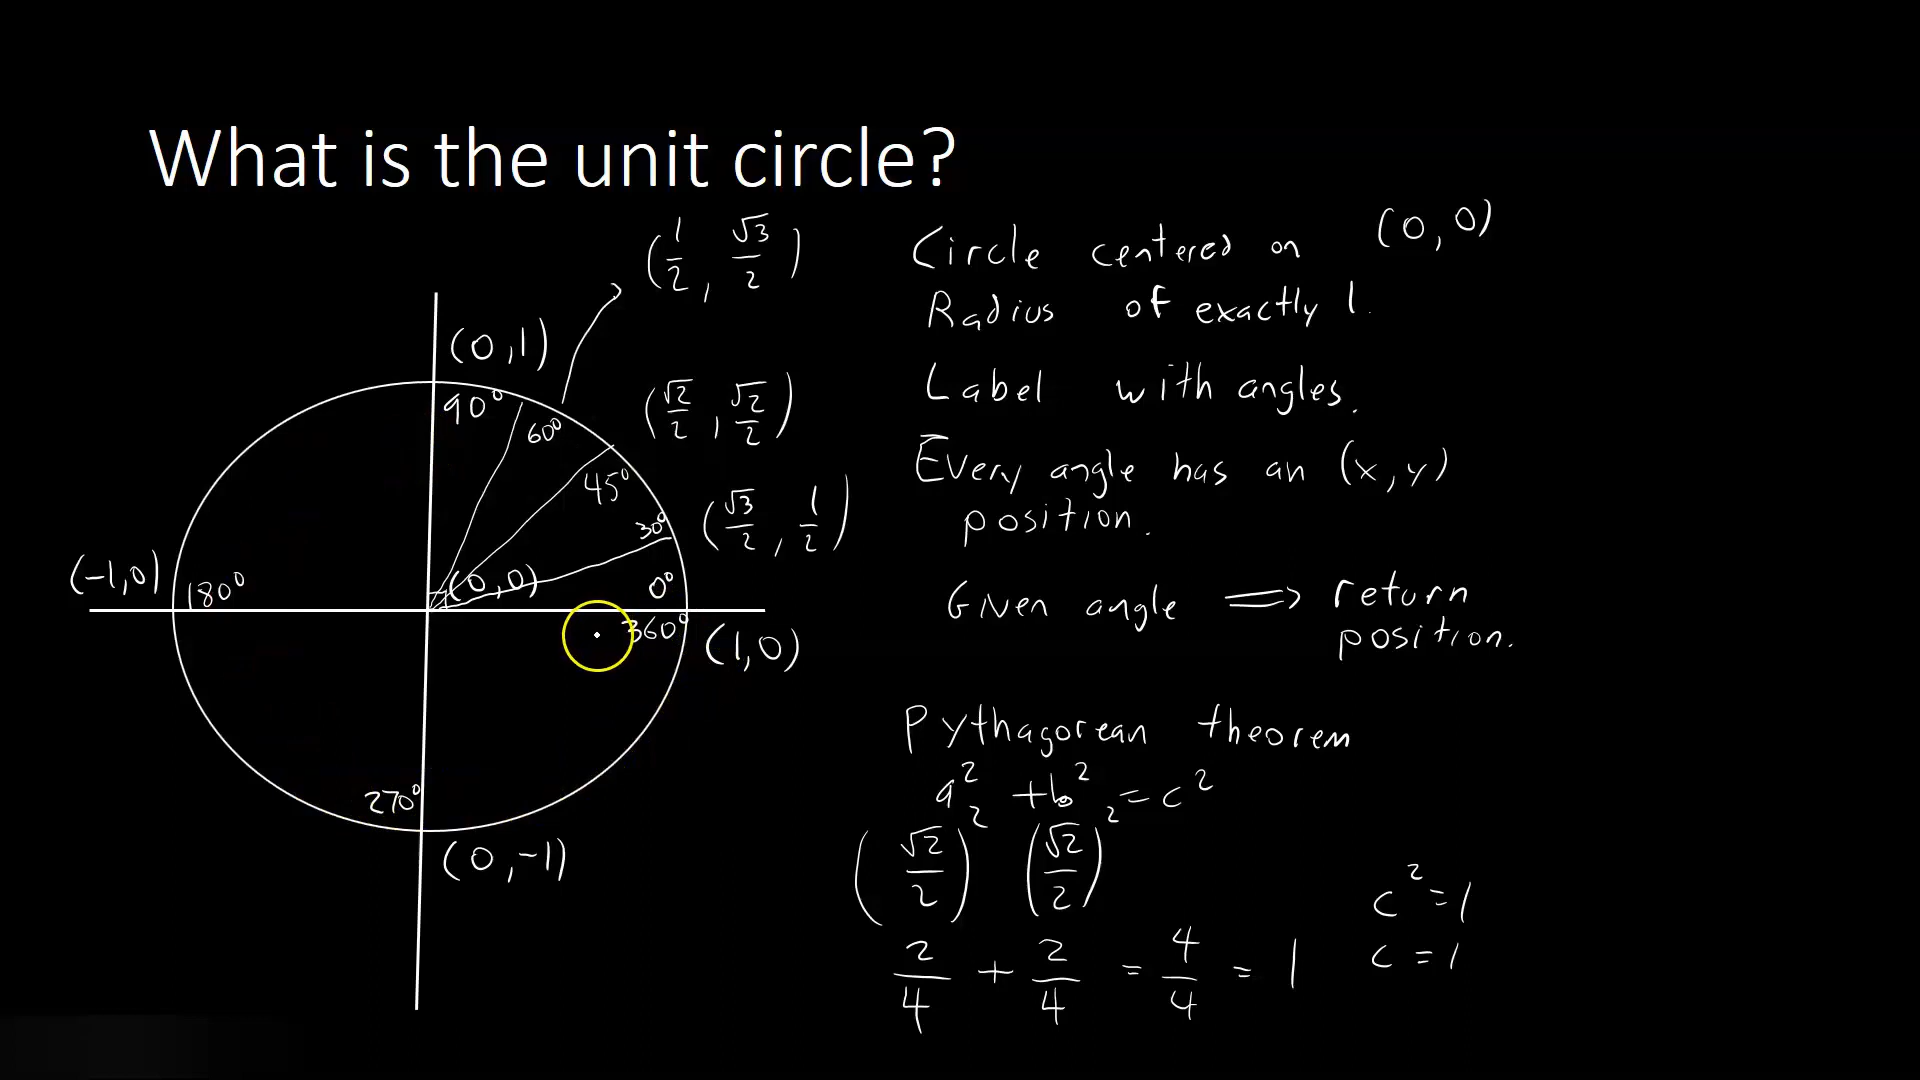 What is the unit circle?
(1/2, √3/2)
(0,1)
90°
60°
(√2/2, √2/2)
45°
30°
(√3/2, 1/2)
(-1,0)
180°
(0,0)
0°
360°
(1,0)
270°
(0,-1)
Circle centered on (0,0)
Radius of exactly 1.
Label with angles.
Every angle has an (x,y)
position.
Given angle ⇒ return
position.
Pythagorean theorem
a² + b² = c²
(√2/2)² (√2/2)²
2/4 + 2/4 = 4/4 = 1
c² = 1
c = 1